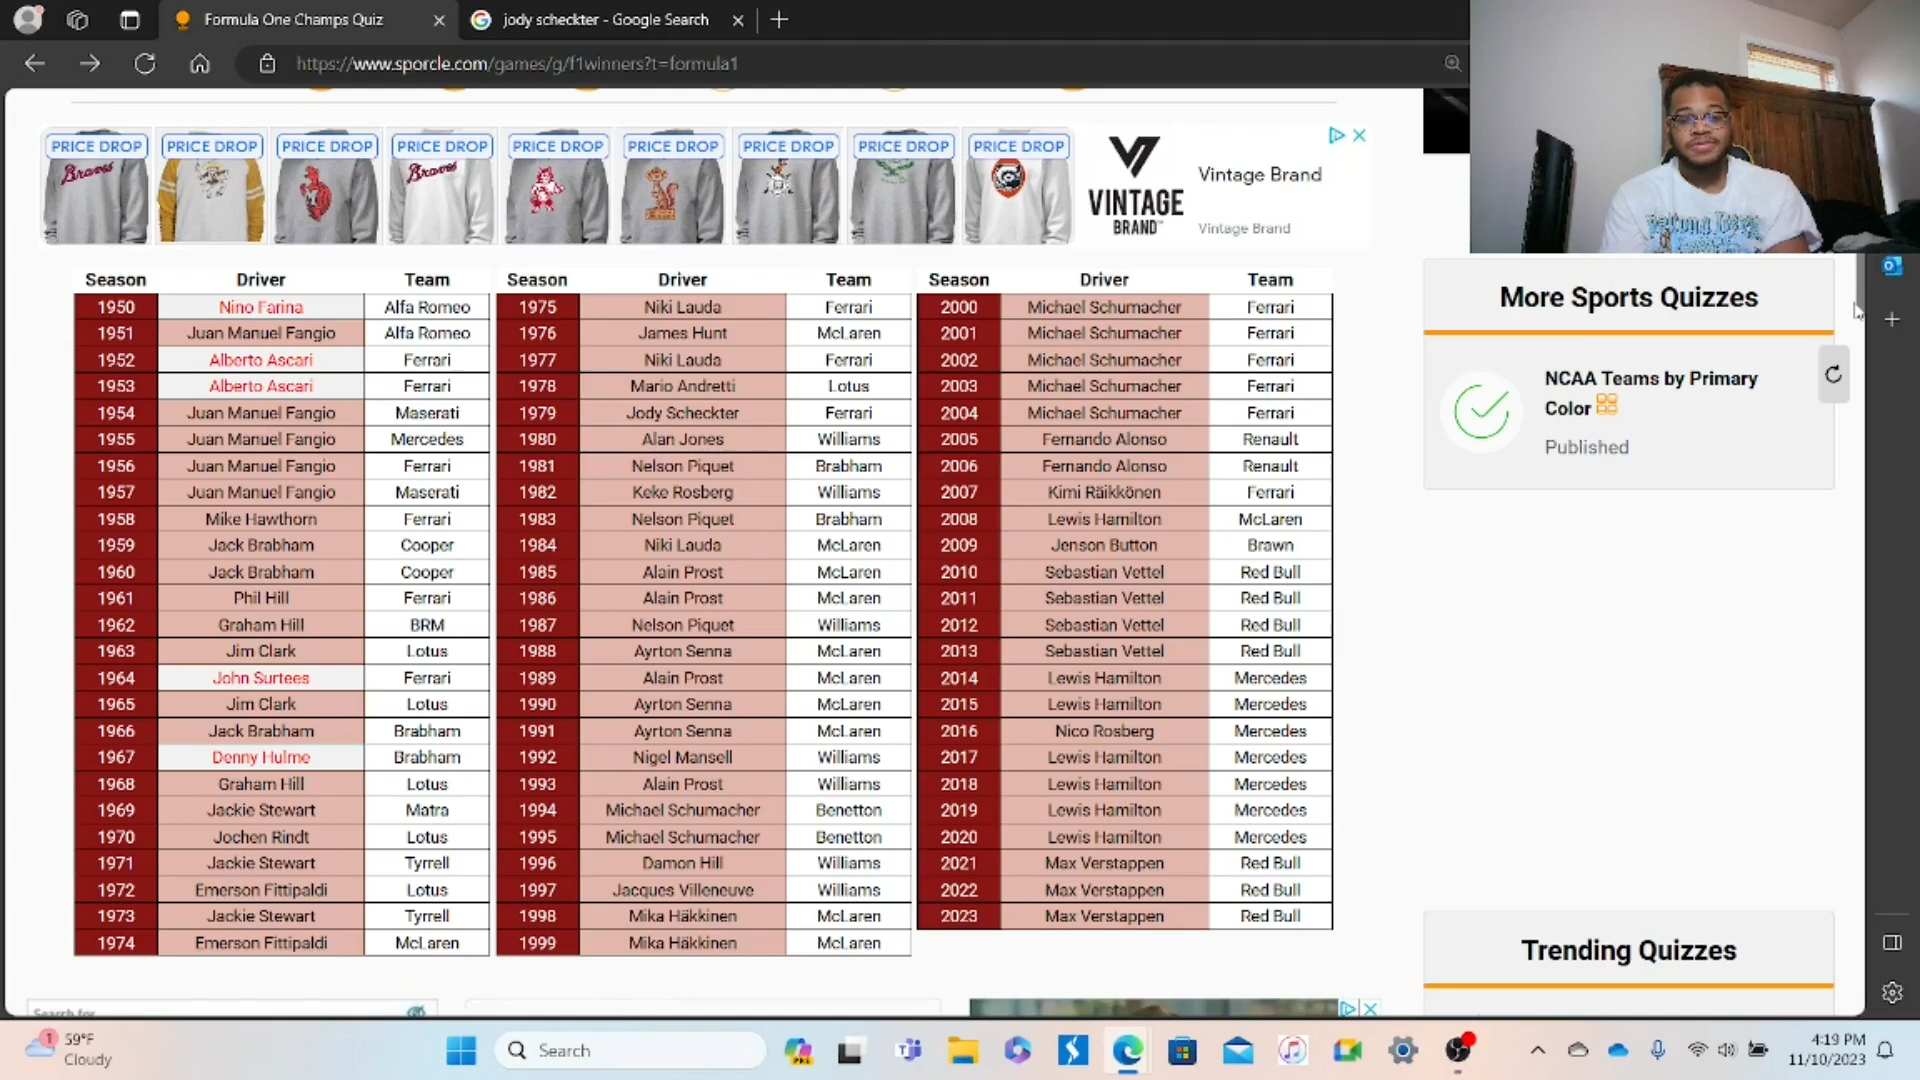 Formula One Champs Quiz
jody scheckter - Google Search
https://www.sporcle.com/games/g/f1winners?t=formula1
PRICE DROP PRICE DROP PRICE DROP PRICE DROP PRICE DROP PRICE DROP PRICE DROP PRICE DROP PRICE DROP
Braves
Braves
VINTAGE
BRAND
Vintage Brand
Vintage Brand
Season Driver Team Season Driver Team Season Driver Team
1950 Nino Farina Alfa Romeo 1975 Niki Lauda Ferrari 2000 Michael Schumacher Ferrari
1951 Juan Manuel Fangio Alfa Romeo 1976 James Hunt McLaren 2001 Michael Schumacher Ferrari
1952 Alberto Ascari Ferrari 1977 Niki Lauda Ferrari 2002 Michael Schumacher Ferrari
1953 Alberto Ascari Ferrari 1978 Mario Andretti Lotus 2003 Michael Schumacher Ferrari
1954 Juan Manuel Fangio Maserati 1979 Jody Scheckter Ferrari 2004 Michael Schumacher Ferrari
1955 Juan Manuel Fangio Mercedes 1980 Alan Jones Williams 2005 Fernando Alonso Renault
1956 Juan Manuel Fangio Ferrari 1981 Nelson Piquet Brabham 2006 Fernando Alonso Renault
1957 Juan Manuel Fangio Maserati 1982 Keke Rosberg Williams 2007 Kimi Räikkönen Ferrari
1958 Mike Hawthorn Ferrari 1983 Nelson Piquet Brabham 2008 Lewis Hamilton McLaren
1959 Jack Brabham Cooper 1984 Niki Lauda McLaren 2009 Jenson Button Brawn
1960 Jack Brabham Cooper 1985 Alain Prost McLaren 2010 Sebastian Vettel Red Bull
1961 Phil Hill Ferrari 1986 Alain Prost McLaren 2011 Sebastian Vettel Red Bull
1962 Graham Hill BRM 1987 Nelson Piquet Williams 2012 Sebastian Vettel Red Bull
1963 Jim Clark Lotus 1988 Ayrton Senna McLaren 2013 Sebastian Vettel Red Bull
1964 John Surtees Ferrari 1989 Alain Prost McLaren 2014 Lewis Hamilton Mercedes
1965 Jim Clark Lotus 1990 Ayrton Senna McLaren 2015 Lewis Hamilton Mercedes
1966 Jack Brabham Brabham 1991 Ayrton Senna McLaren 2016 Nico Rosberg Mercedes
1967 Denny Hulme Brabham 1992 Nigel Mansell Williams 2017 Lewis Hamilton Mercedes
1968 Graham Hill Lotus 1993 Alain Prost Williams 2018 Lewis Hamilton Mercedes
1969 Jackie Stewart Matra 1994 Michael Schumacher Benetton 2019 Lewis Hamilton Mercedes
1970 Jochen Rindt Lotus 1995 Michael Schumacher Benetton 2020 Lewis Hamilton Mercedes
1971 Jackie Stewart Tyrrell 1996 Damon Hill Williams 2021 Max Verstappen Red Bull
1972 Emerson Fittipaldi Lotus 1997 Jacques Villeneuve Williams 2022 Max Verstappen Red Bull
1973 Jackie Stewart Tyrrell 1998 Mika Häkkinen McLaren 2023 Max Verstappen Red Bull
1974 Emerson Fittipaldi McLaren 1999 Mika Häkkinen McLaren
More Sports Quizzes
NCAA Teams by Primary
Color
Published
Trending Quizzes
Search for
1
59°F
Cloudy
Search
4:19 PM
11/10/2023